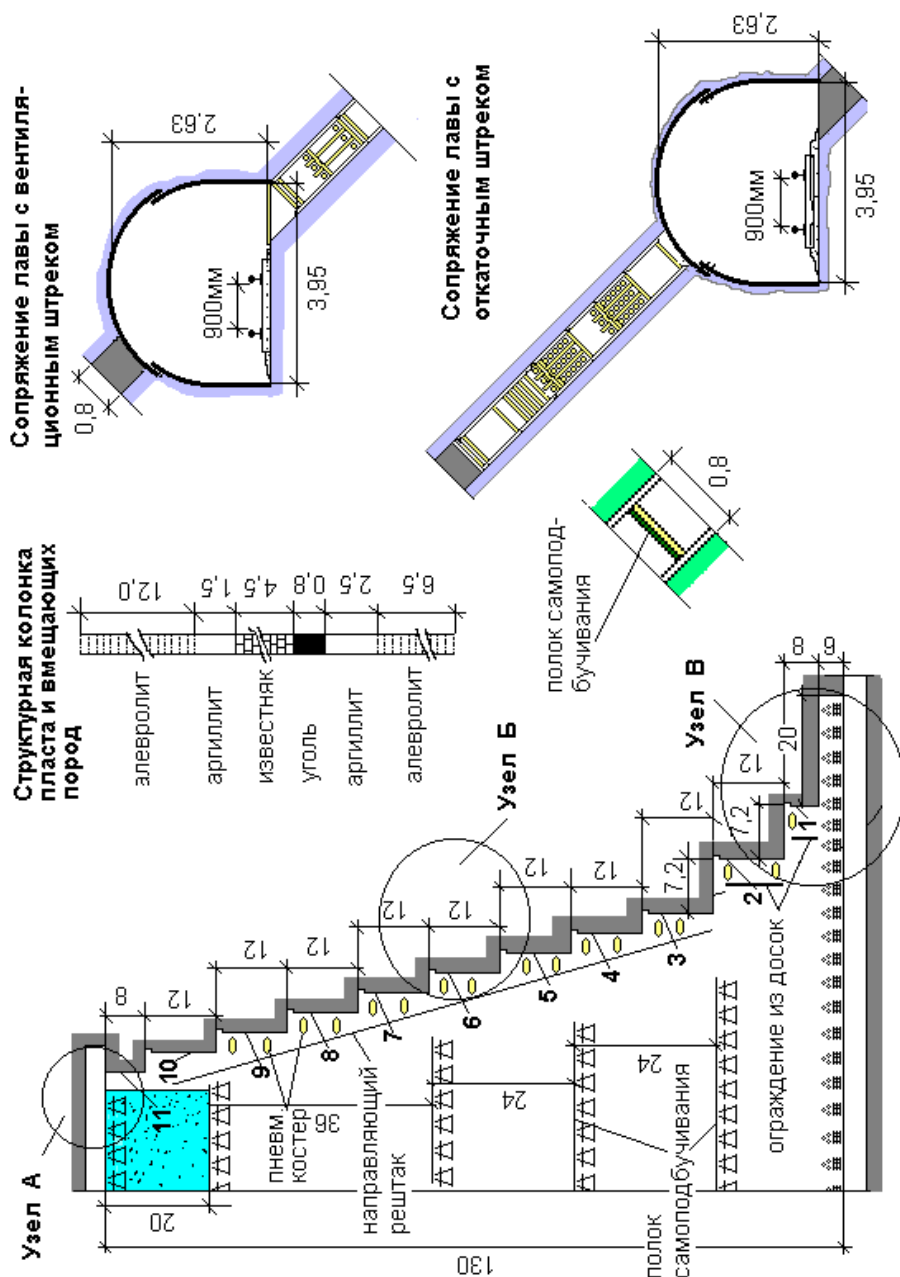 Сопряжение лавы с вентиля-
ционным штреком
2,63
900мм
3,95
0,8
Сопряжение лавы с
откаточным штреком
2,63
900мм
3,95
Структурная колонка
пласта и вмещающих
пород
алевролит
аргиллит
известняк
уголь
аргиллит
алевролит
12,0
1,5
4,5
0,8
2,5
6,5
полок самопод-
бучивания
0,8
Узел А
Узел Б
Узел В
8
12
12
12
12
12
12
12
12
12
7,2
7,2
20
8
6
11
10
9
8
7
6
5
4
3
2
1
пневм.
костер
36
24
24
20
130
направляющий
рештак
полок
самоподбучивания
ограждение из досок